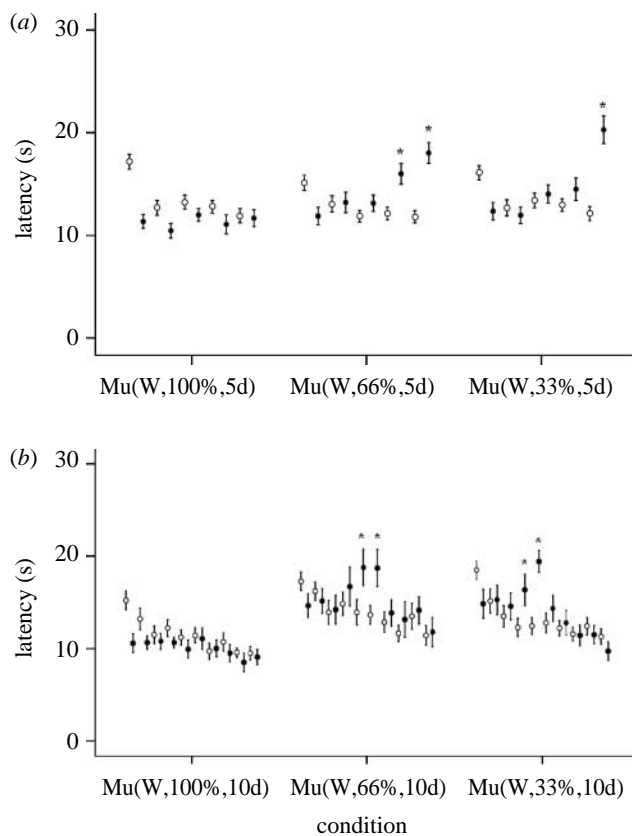 (a)
30
20
10
0
latency (s)
* * *
Mu(W,100%,5d) Mu(W,66%,5d) Mu(W,33%,5d)
(b)
30
20
10
0
latency (s)
* * * *
Mu(W,100%,10d) Mu(W,66%,10d) Mu(W,33%,10d)
condition